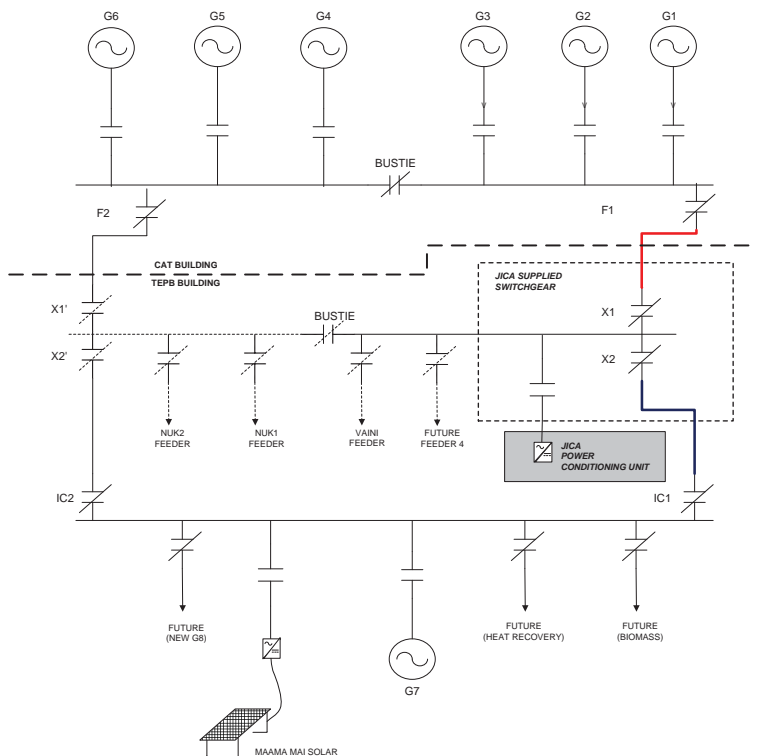 G6
G5
G4
G3
G2
G1
BUSTIE
F2
F1
CAT BUILDING
TEPB BUILDING
JICA SUPPLIED
SWITCHGEAR
X1'
X1
BUSTIE
X2'
X2
NUK2
FEEDER
NUK1
FEEDER
VAINI
FEEDER
FUTURE
FEEDER 4
JICA
POWER
CONDITIONING UNIT
IC2
IC1
FUTURE
(NEW G8)
FUTURE
(HEAT RECOVERY)
FUTURE
(BIOMASS)
G7
MAAMA MAI SOLAR